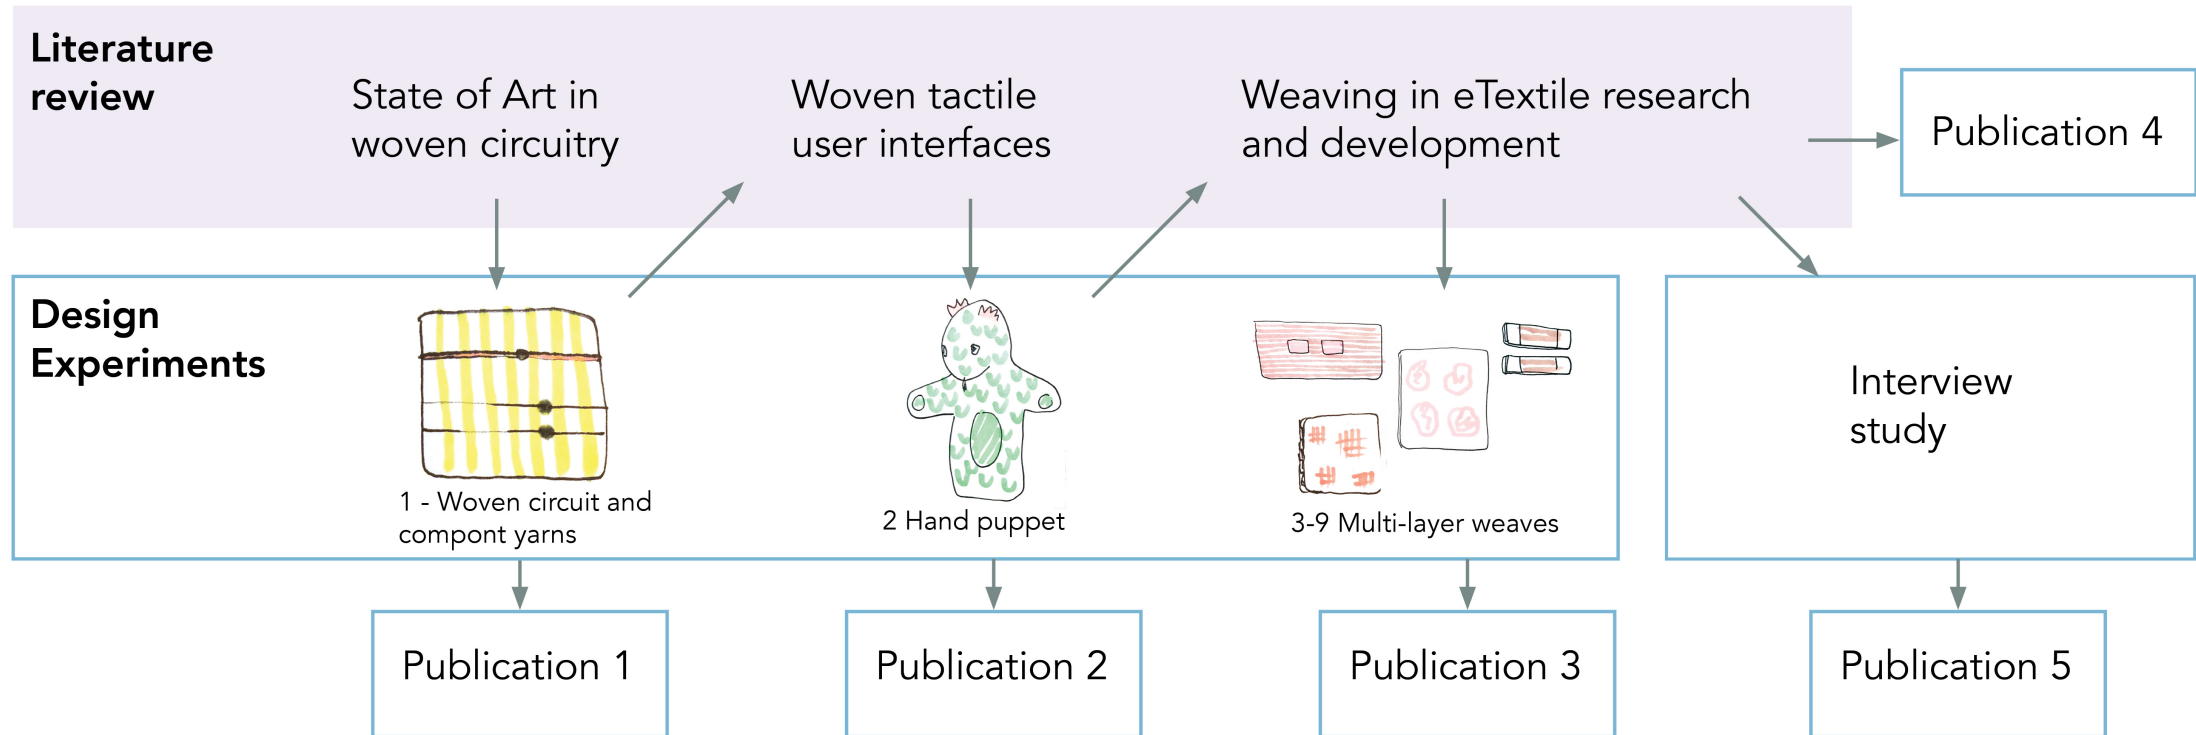 Literature
review
State of Art in
woven circuitry
Woven tactile
user interfaces
Weaving in eTextile research
and development
Publication 4
Design
Experiments
1 - Woven circuit and
compont yarns
2 Hand puppet
3-9 Multi-layer weaves
Interview
study
Publication 1
Publication 2
Publication 3
Publication 5